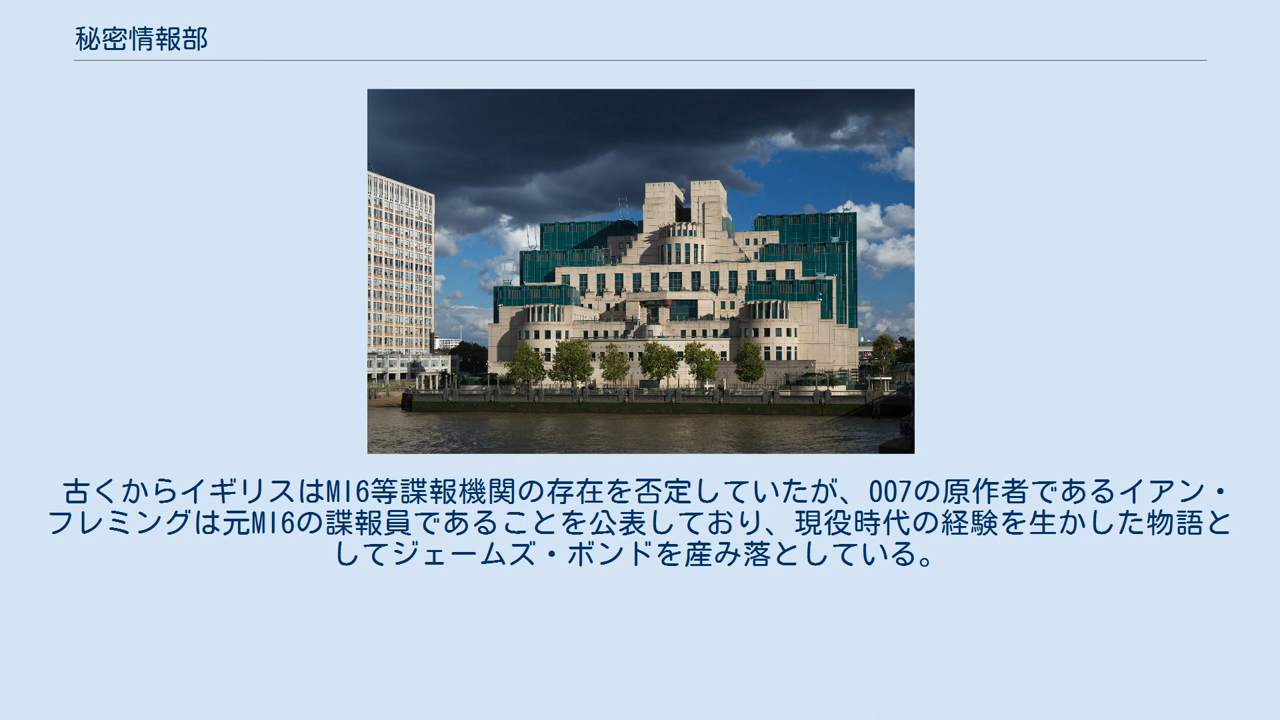 秘密情報部
古くからイギリスはMI6等諜報機関の存在を否定していたが、007の原作者であるイアン・
フレミングは元MI6の諜報員であることを公表しており、現役時代の経験を生かした物語と
してジェームズ・ボンドを産み落としている。